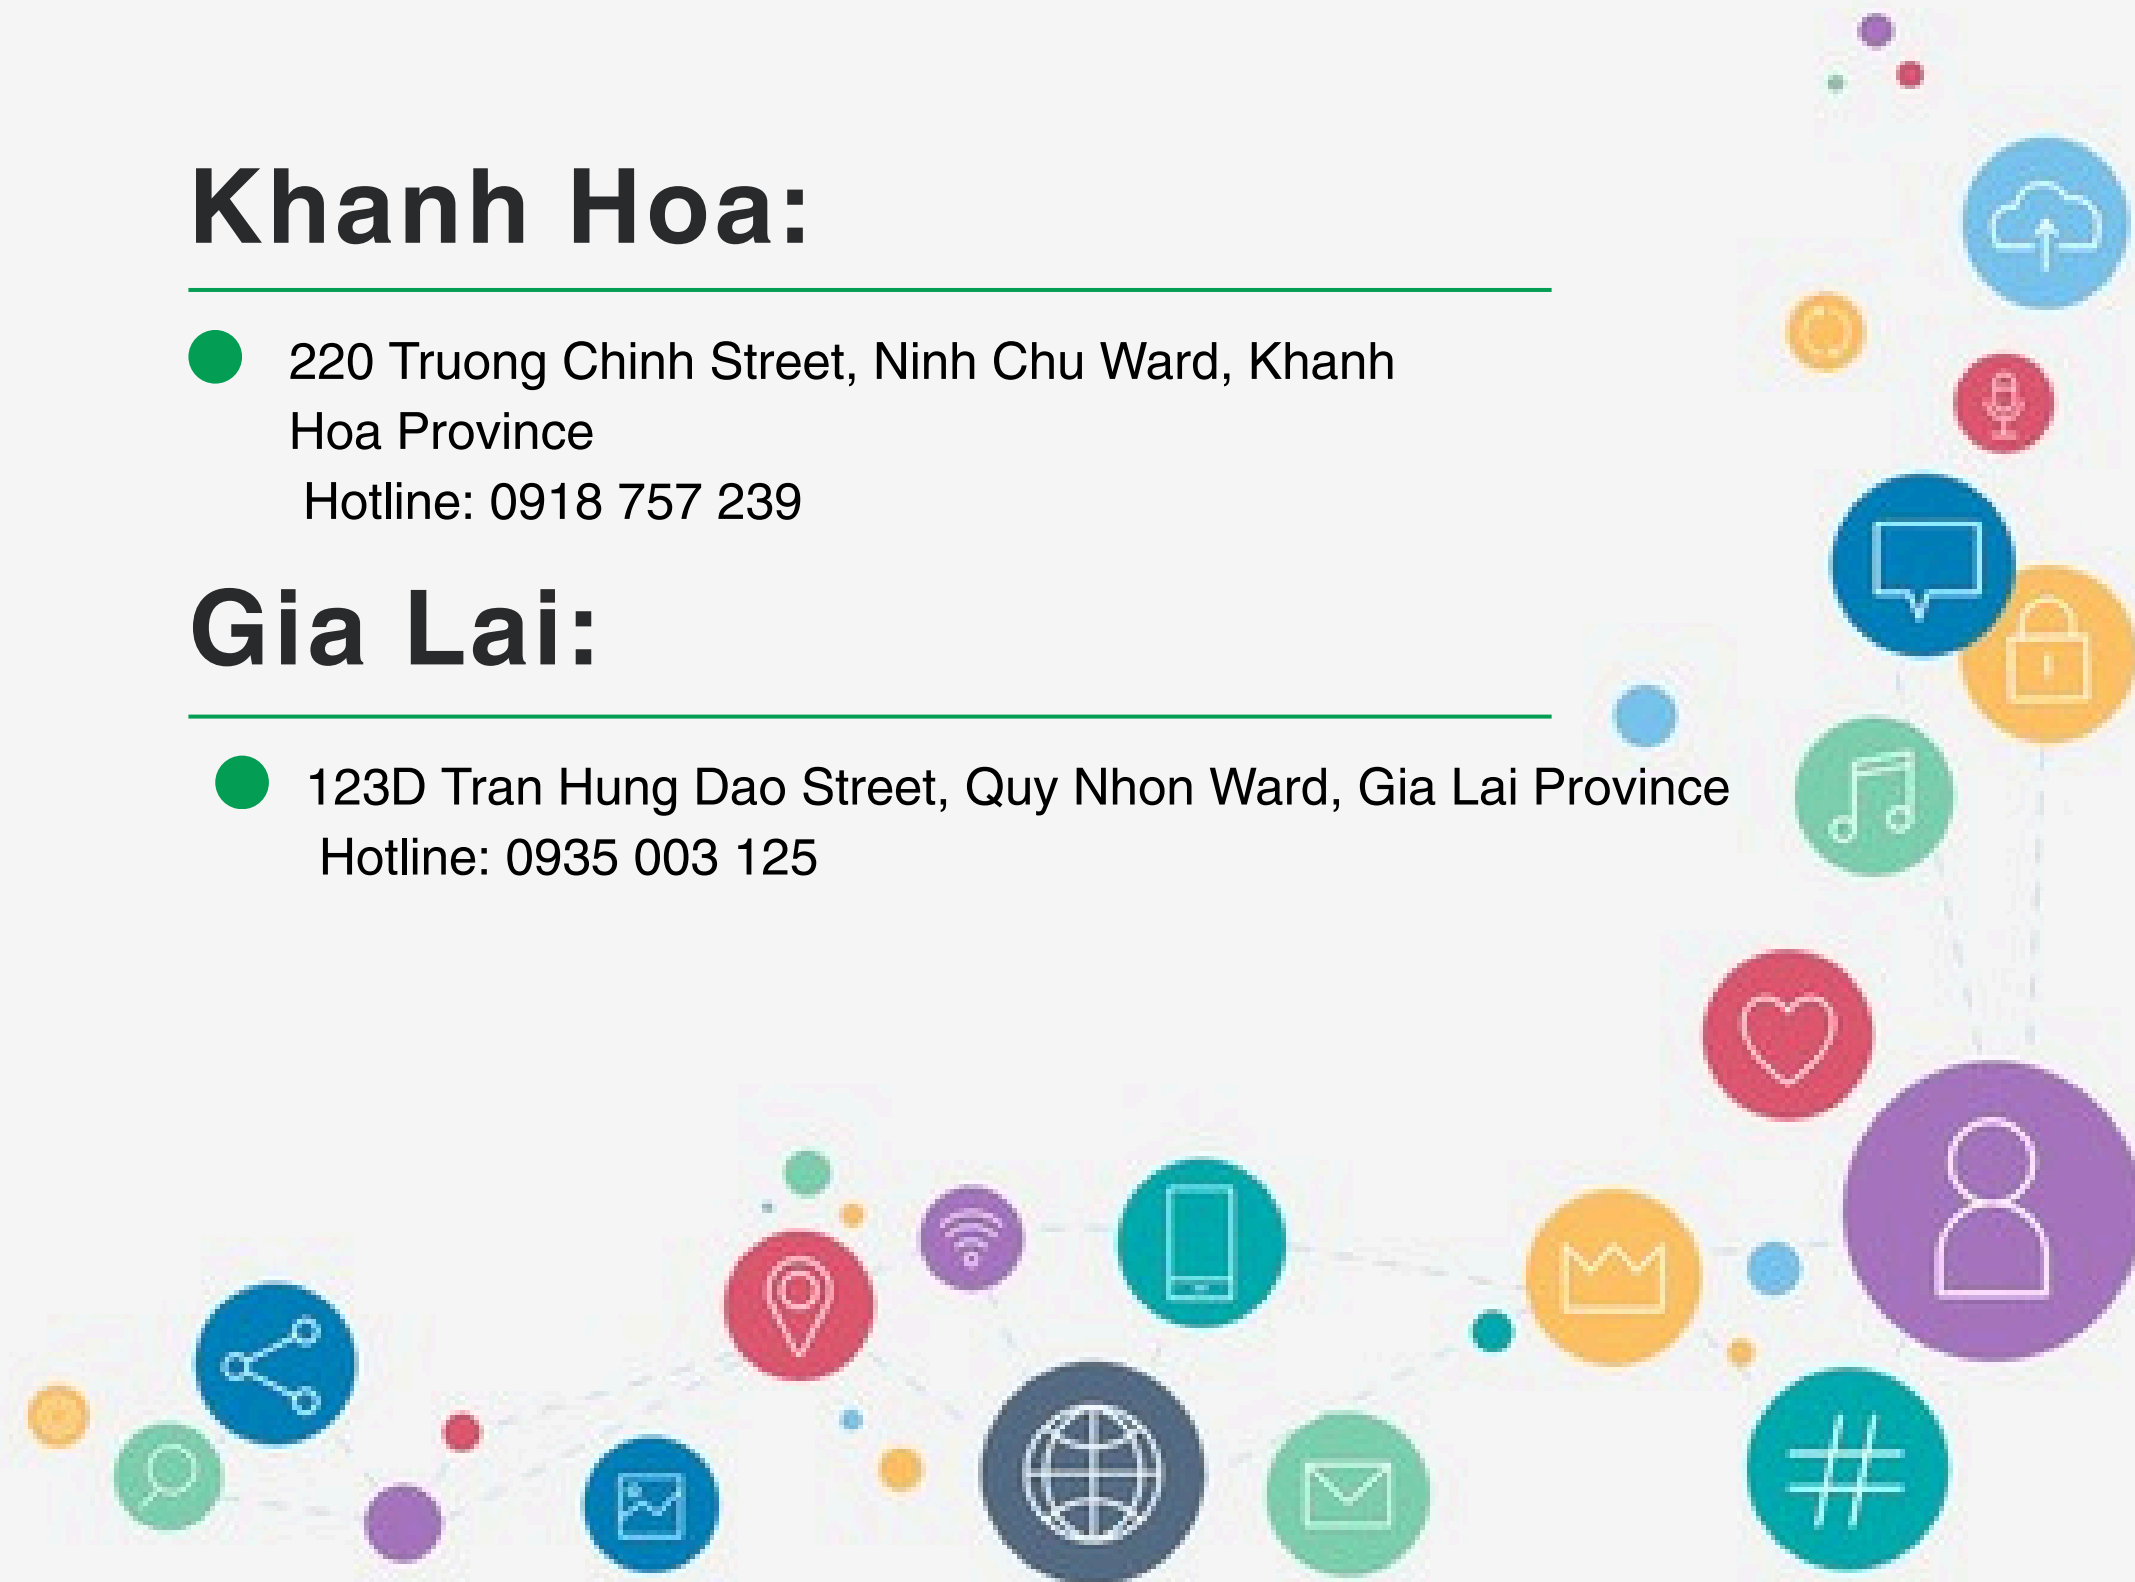 Khanh Hoa:
220 Truong Chinh Street, Ninh Chu Ward, Khanh
Hoa Province
Hotline: 0918 757 239
Gia Lai:
123D Tran Hung Dao Street, Quy Nhon Ward, Gia Lai Province
Hotline: 0935 003 125